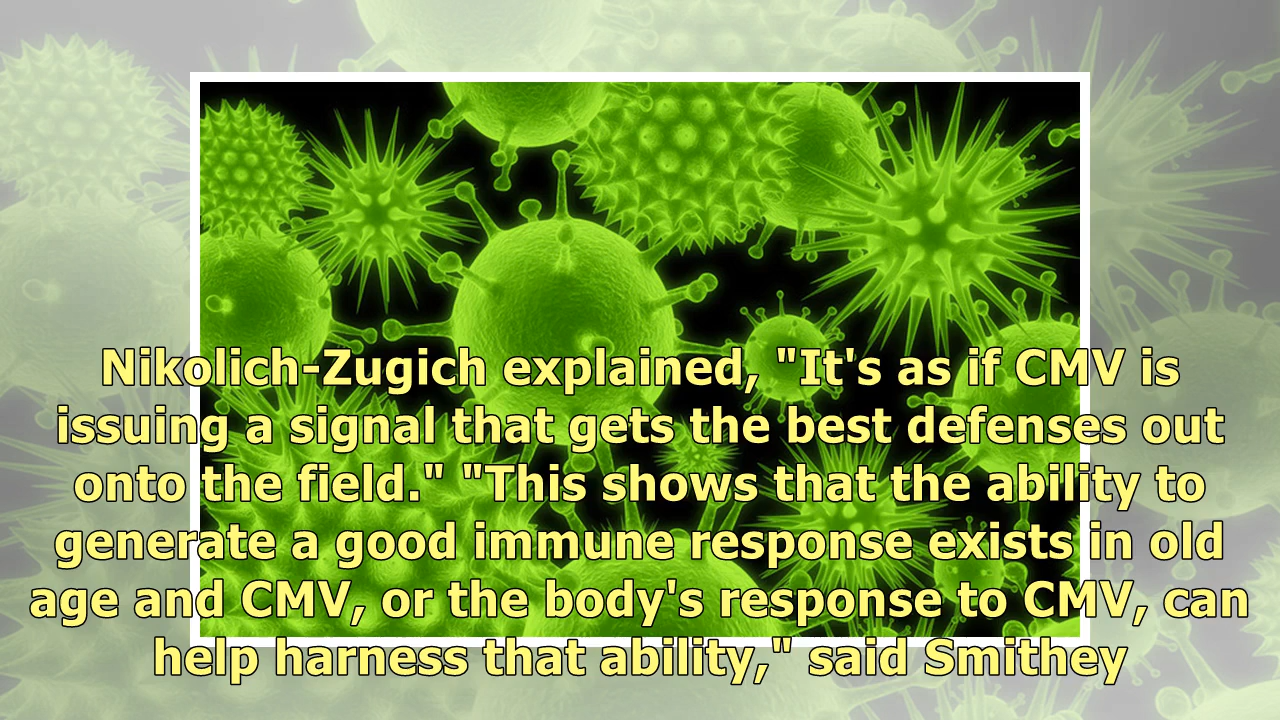 Nikolich-Zugich explained, "It's as if CMV is
issuing a signal that gets the best defenses out
onto the field." "This shows that the ability to
generate a good immune response exists in old
age and CMV, or the body's response to CMV, can
help harness that ability," said Smithey